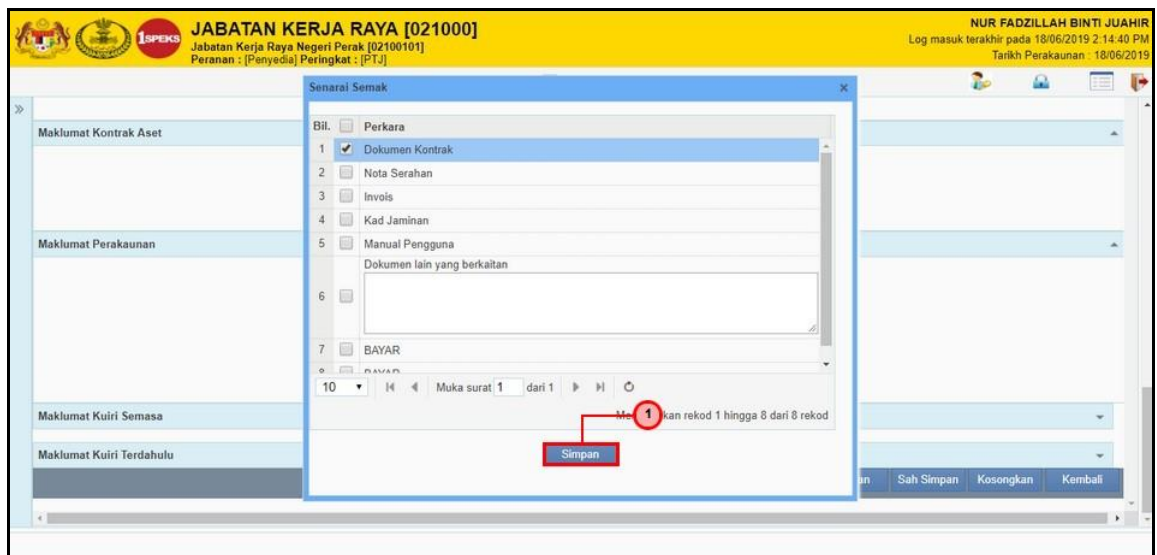 1SPEKS
JABATAN KERJA RAYA [021000]
Jabatan Kerja Raya Negeri Perak [02100101]
Peranan : [Penyedia] Peringkat : [PTJ]
NUR FADZILLAH BINTI JUAHIR
Log masuk terakhir pada 18/06/2019 2:14:40 PM
Tarikh Perakaunan : 18/06/2019
Senarai Semak
Maklumat Kontrak Aset
Bil. Perkara
1 Dokumen Kontrak
2 Nota Serahan
3 Invois
4 Kad Jaminan
Maklumat Perakaunan
5 Manual Pengguna
Dokumen lain yang berkaitan
6
7 BAYAR
10 Muka surat 1 dari 1
Maklumat Kuiri Semasa
1 kan rekod 1 hingga 8 dari 8 rekod
Maklumat Kuiri Terdahulu
Simpan
Sah Simpan Kosongkan Kembali